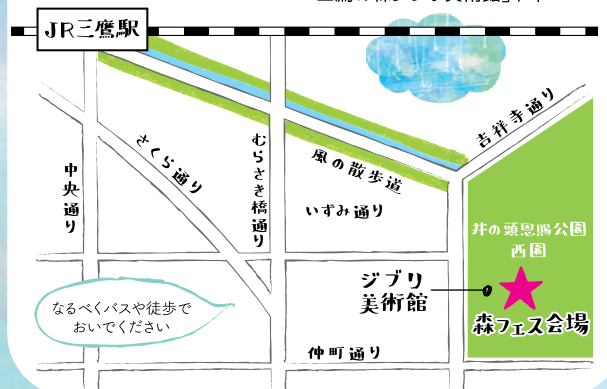 JR三鷹駅
吉祥寺通り
さくら通り
むらさき橋通り
風の散歩道
中央通り
いずみ通り
井の頭恩賜公園
西園
ジブリ
美術館
森フェス会場
なるべくバスや徒歩で
おいでください
仲町通り